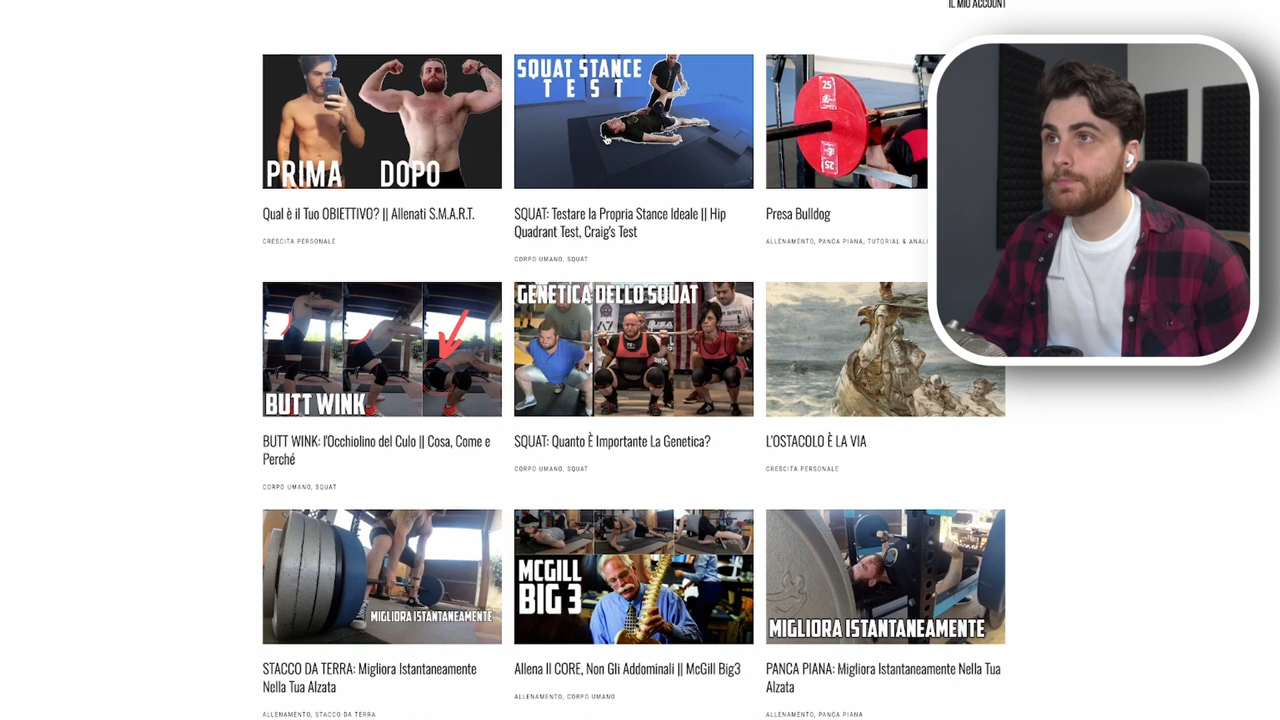 IL MIO ACCOUNT
PRIMA DOPO
SQUAT STANCE
TEST
25
25
Qual è il Tuo OBIETTIVO? || Allenati S.M.A.R.T.
CRESCITA PERSONALE
SQUAT: Testare la Propria Stance Ideale || Hip
Quadrant Test, Craig's Test
CORPO UMANO, SQUAT
Presa Bulldog
ALLENAMENTO, PANCA PIANA, TUTORIAL & ANALI
BUTT WINK
GENETICA DELLO SQUAT
BUTT WINK: l'Occhiolino del Culo || Cosa, Come e
Perché
CORPO UMANO, SQUAT
SQUAT: Quanto È Importante La Genetica?
CORPO UMANO, SQUAT
L'OSTACOLO È LA VIA
CRESCITA PERSONALE
MIGLIORA ISTANTANEAMENTE
MCGILL
BIG 3
MIGLIORA ISTANTANEAMENTE
STACCO DA TERRA: Migliora Istantaneamente
Nella Tua Alzata
ALLENAMENTO, STACCO DA TERRA
Allena Il CORE, Non Gli Addominali || McGill Big3
ALLENAMENTO, CORPO UMANO
PANCA PIANA: Migliora Istantaneamente Nella Tua
Alzata
ALLENAMENTO, PANCA PIANA